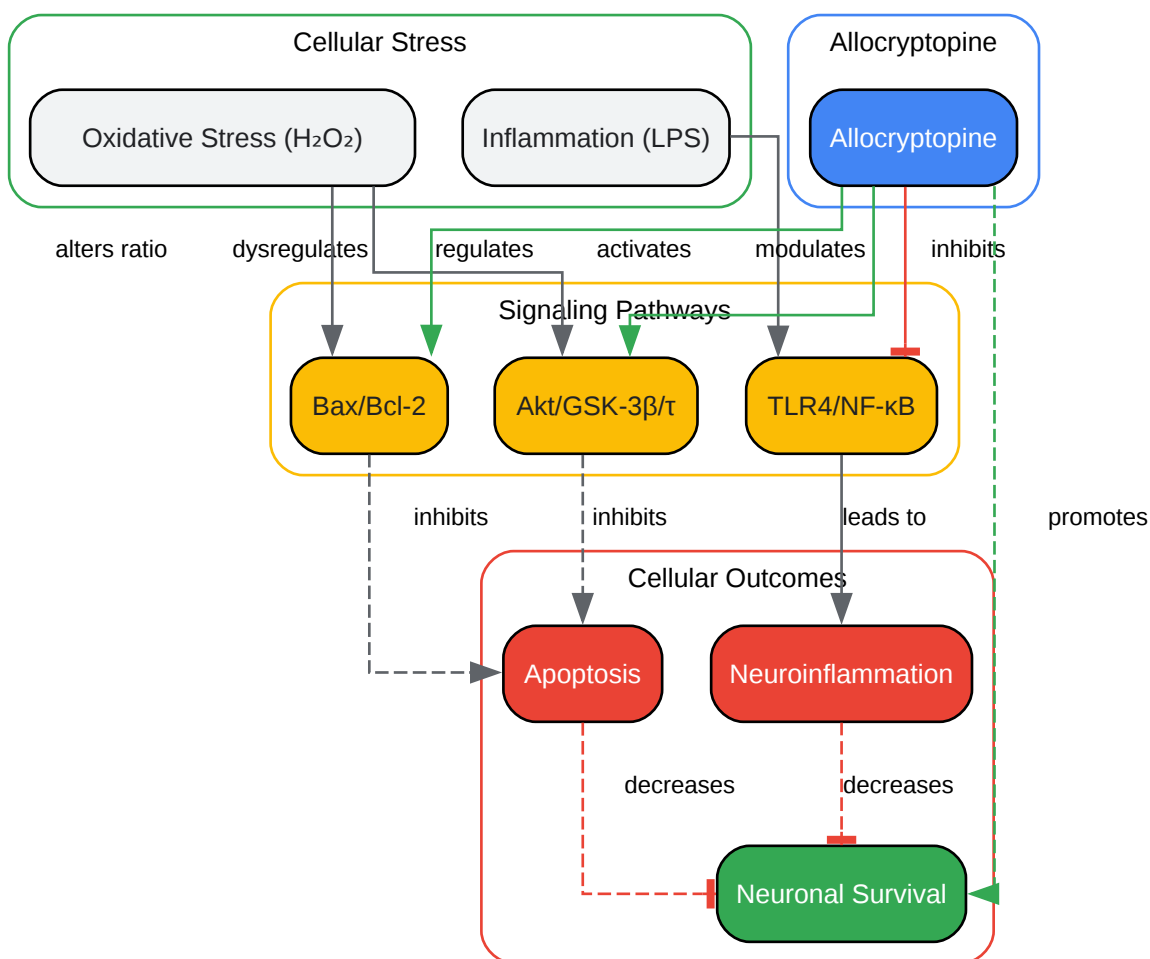 Cellular Stress
Allocryptopine
Oxidative Stress (H₂O₂)
Inflammation (LPS)
Allocryptopine
alters ratio
dysregulates
regulates
activates
modulates
inhibits
Signaling Pathways
Bax/Bcl-2
Akt/GSK-3β/τ
TLR4/NF-κB
inhibits
inhibits
leads to
promotes
Cellular Outcomes
Apoptosis
Neuroinflammation
decreases
decreases
Neuronal Survival